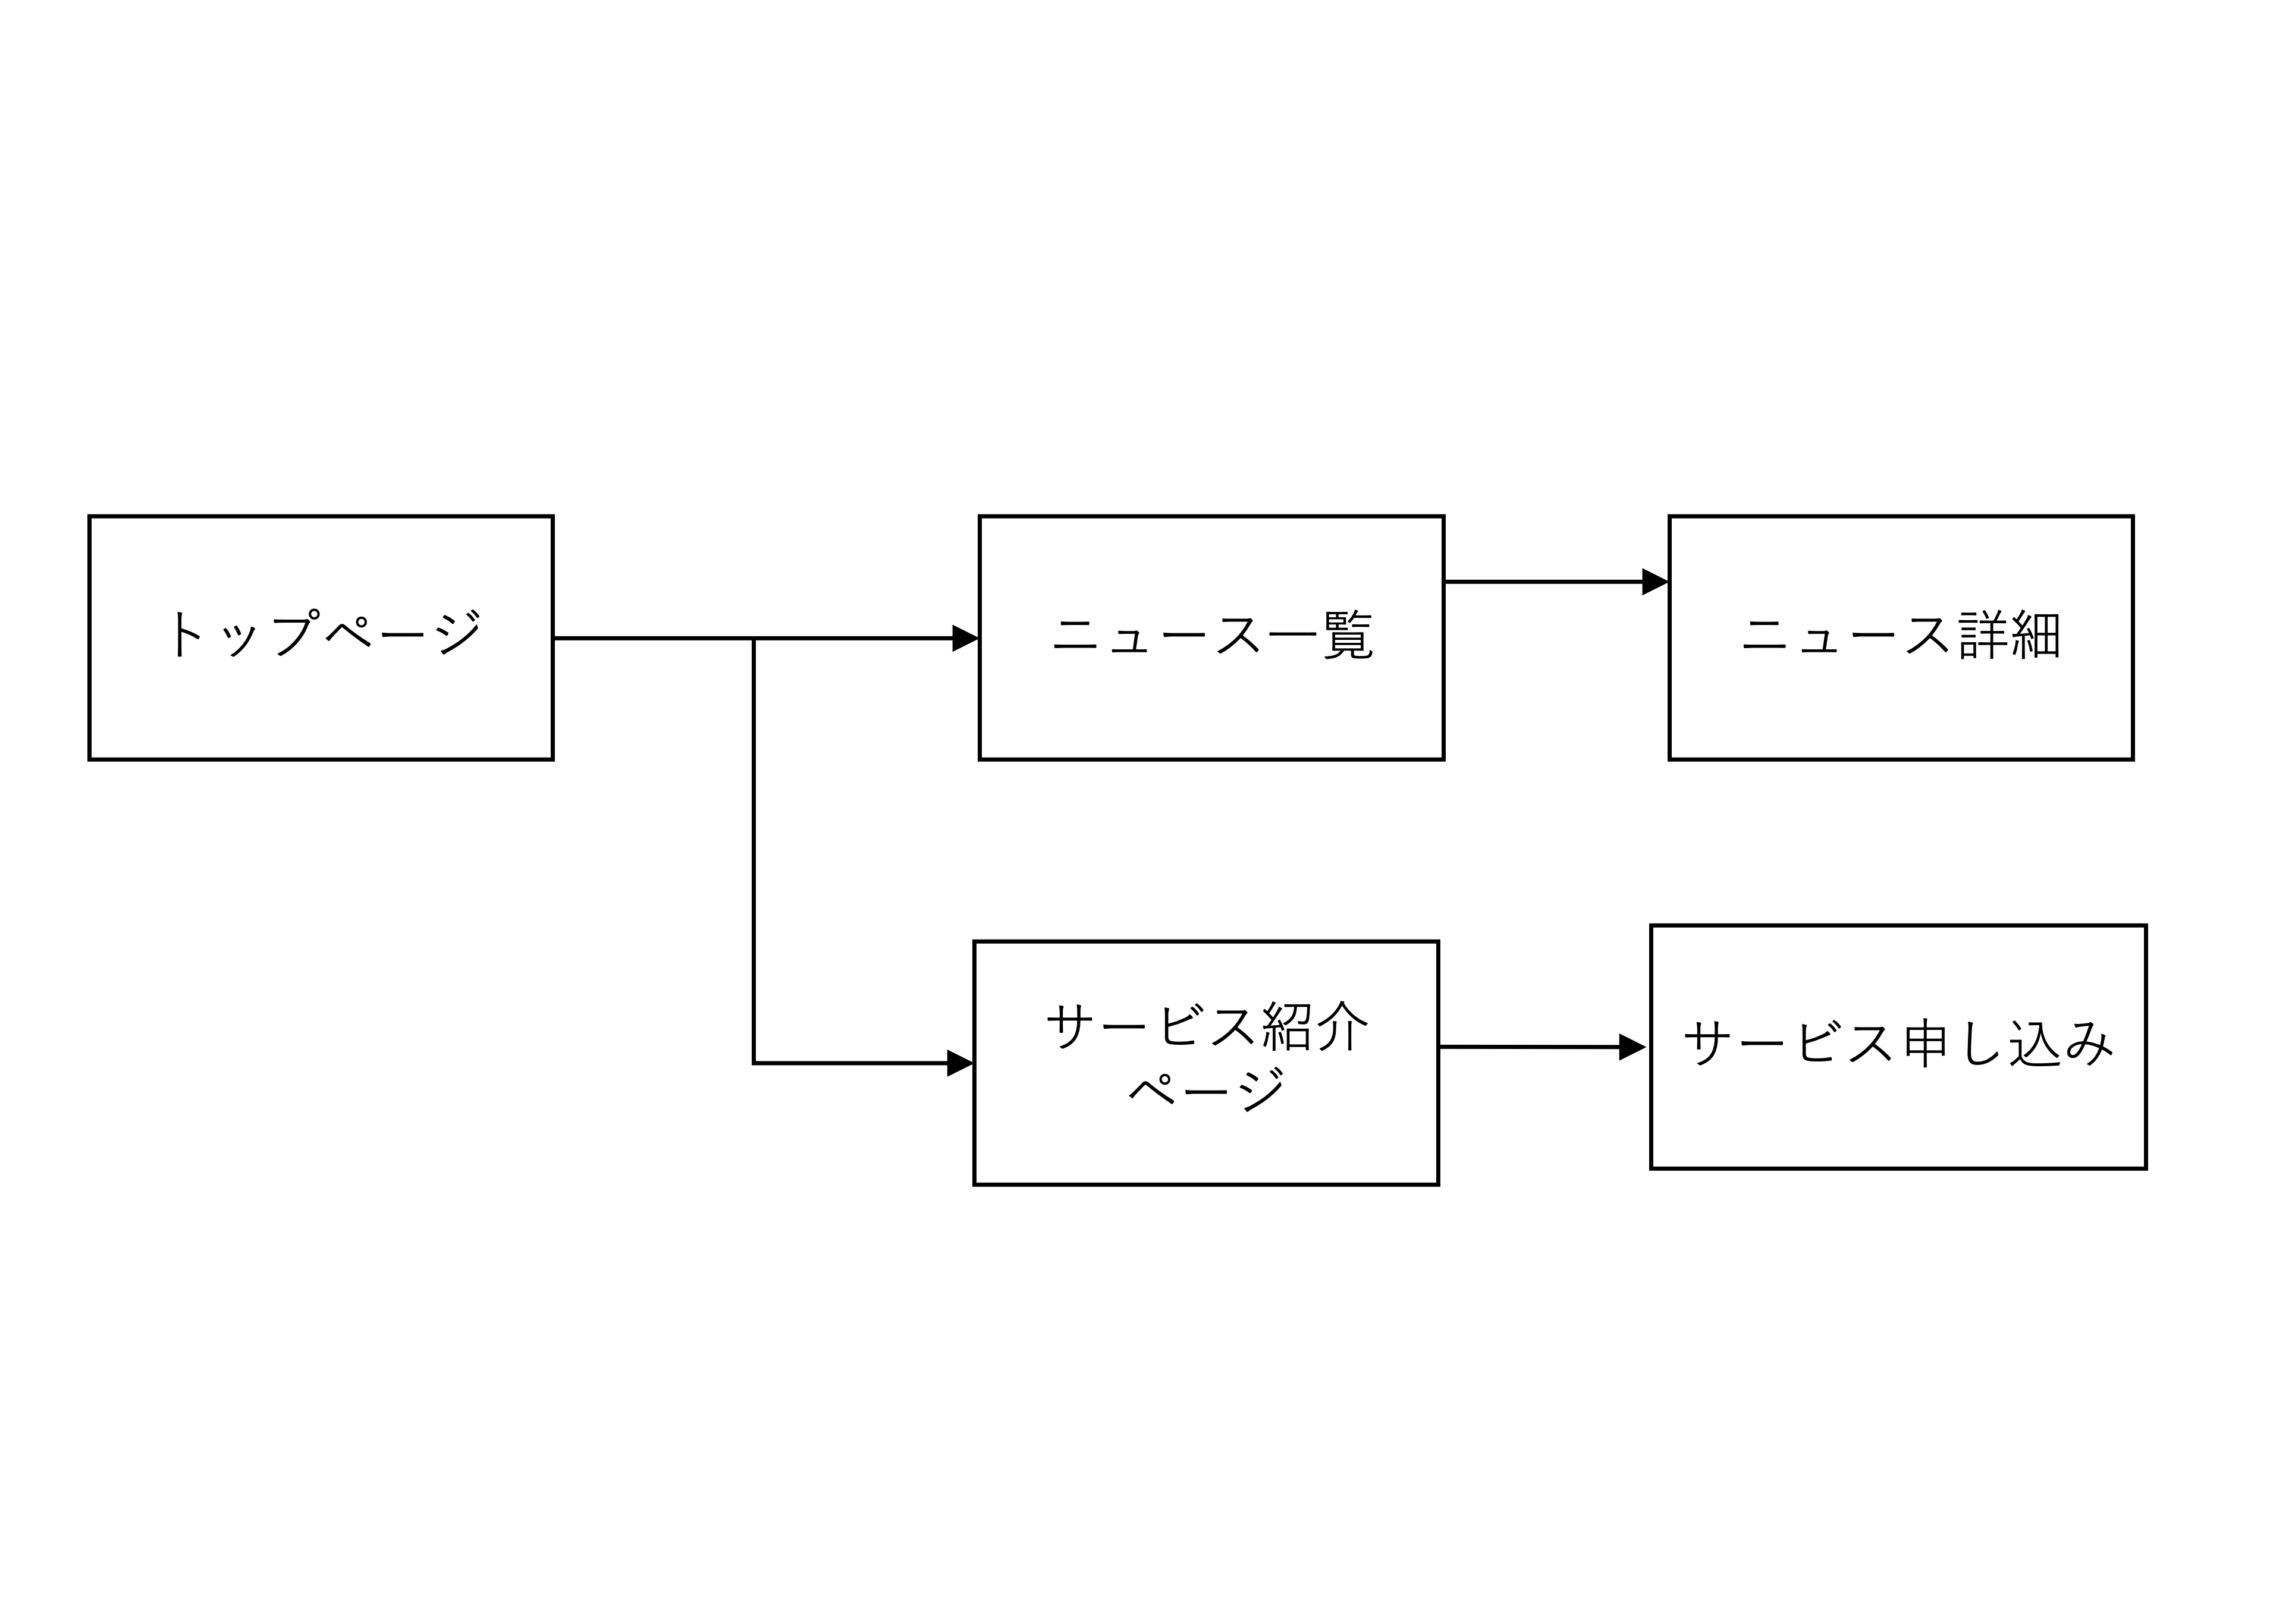 トップページ
ニュース一覧
ニュース詳細
サービス紹介
ページ
サービス申し込み